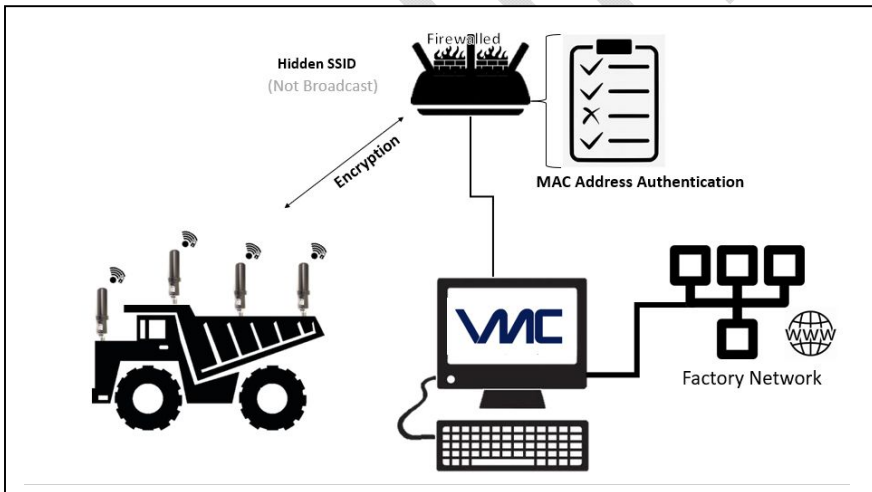 Firewalled
Hidden SSID
(Not Broadcast)
Encryption
MAC Address Authentication
VMC
WWW
Factory Network